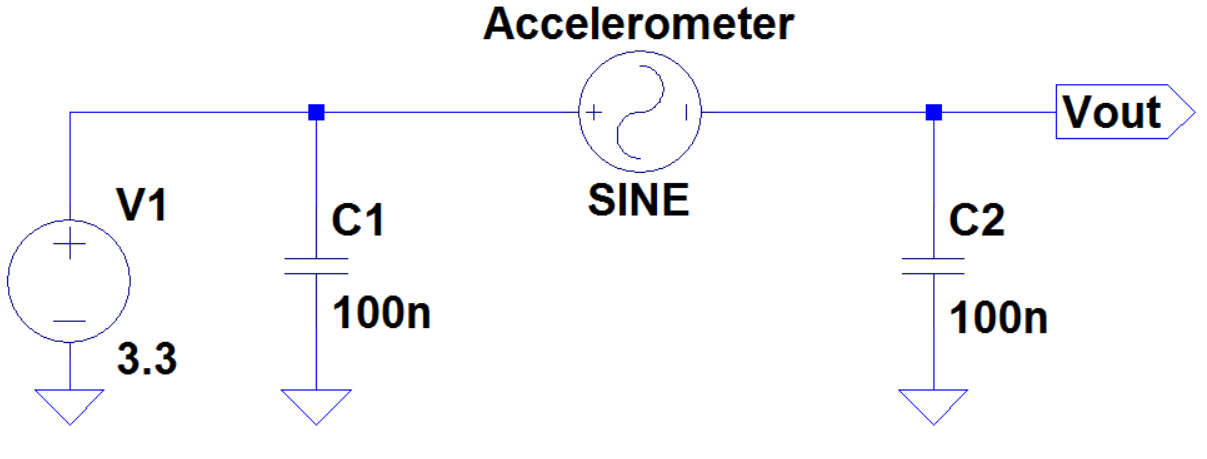 Accelerometer
Vout
SINE
V1
C1
C2
100n
100n
3.3